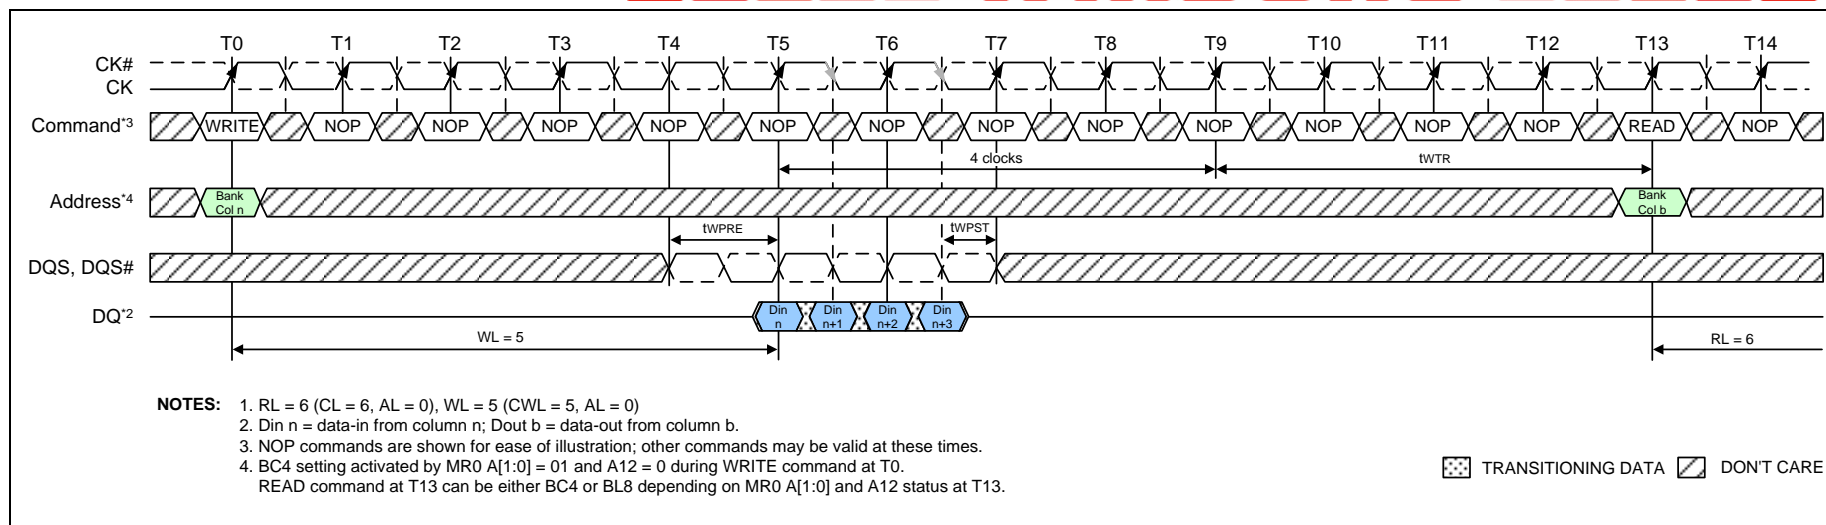 T0 T1 T2 T3 T4 T5 T6 T7 T8 T9 T10 T11 T12 T13 T14
CK#
CK
Command*3 WRITE NOP NOP NOP NOP NOP NOP NOP NOP NOP NOP NOP NOP READ NOP
4 clocks tWTR
Address*4 Bank Col n Bank Col b
tWPRE tWPST
DQS, DQS#
DQ*2 Din n Din n+1 Din n+2 Din n+3
WL = 5 RL = 6
NOTES: 1. RL = 6 (CL = 6, AL = 0), WL = 5 (CWL = 5, AL = 0)
2. Din n = data-in from column n; Dout b = data-out from column b.
3. NOP commands are shown for ease of illustration; other commands may be valid at these times.
4. BC4 setting activated by MR0 A[1:0] = 01 and A12 = 0 during WRITE command at T0.
READ command at T13 can be either BC4 or BL8 depending on MR0 A[1:0] and A12 status at T13.
TRANSITIONING DATA DON'T CARE